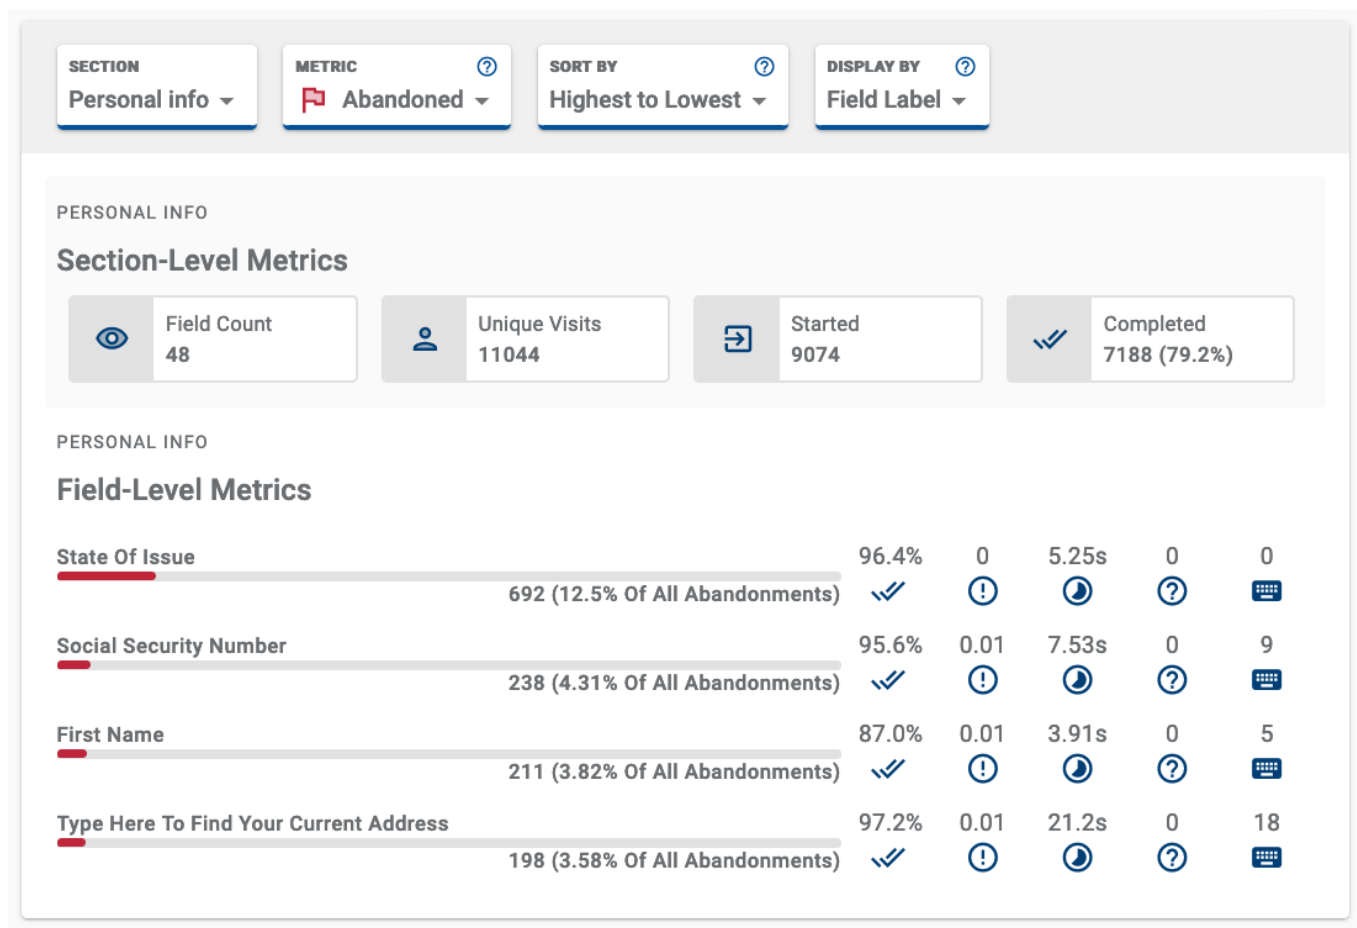 SECTION
Personal info
METRIC
Abandoned
SORT BY
Highest to Lowest
DISPLAY BY
Field Label
PERSONAL INFO
Section-Level Metrics
Field Count
48
Unique Visits
11044
Started
9074
Completed
7188 (79.2%)
PERSONAL INFO
Field-Level Metrics
State Of Issue
692 (12.5% Of All Abandonments)
96.4% 0 5.25s 0 0
Social Security Number
238 (4.31% Of All Abandonments)
95.6% 0.01 7.53s 0 9
First Name
211 (3.82% Of All Abandonments)
87.0% 0.01 3.91s 0 5
Type Here To Find Your Current Address
198 (3.58% Of All Abandonments)
97.2% 0.01 21.2s 0 18